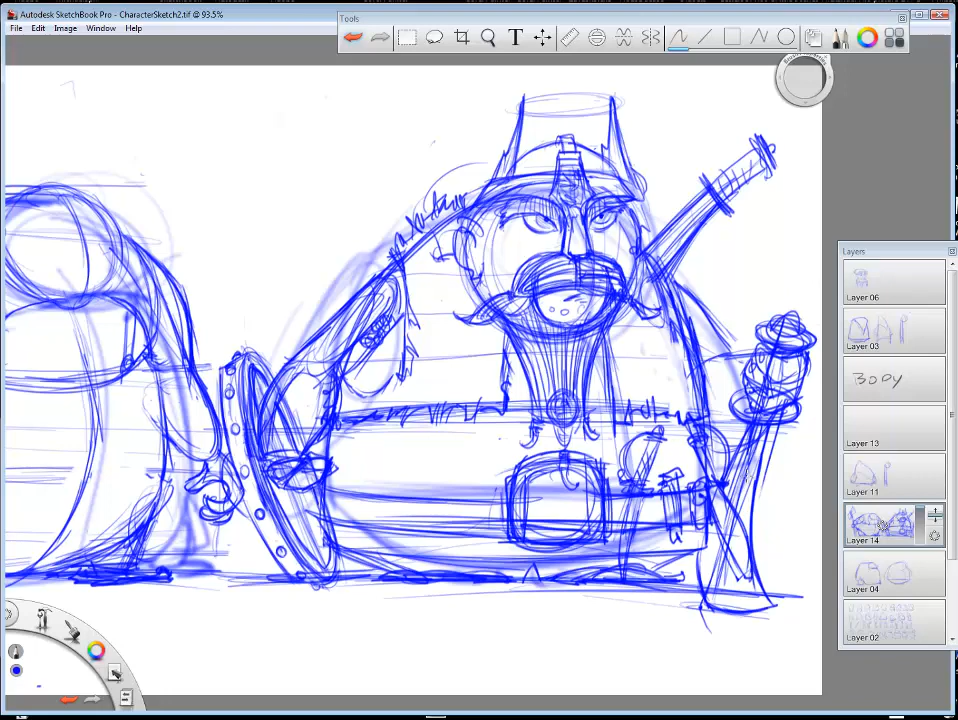 Autodesk SketchBook Pro - CharacterSketch2.tif @ 93.5%
File Edit Image Window Help
Tools
T
Layers
Layer 06
Layer 03
BODY
Layer 13
Layer 11
Layer 14
Layer 04
Layer 02